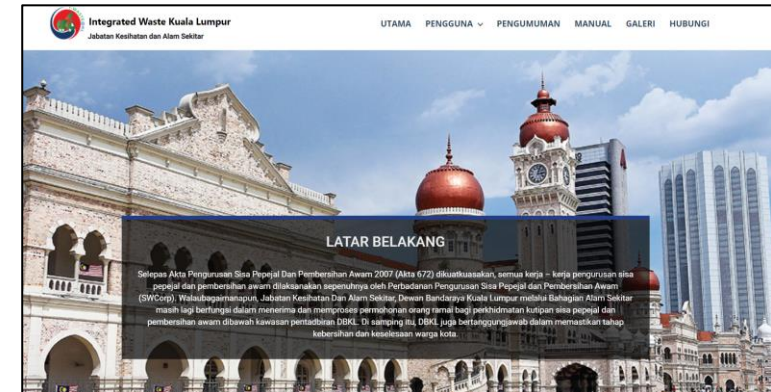 Integrated Waste Kuala Lumpur
Jabatan Kesihatan dan Alam Sekitar
UTAMA PENGGUNA PENGUMUMAN MANUAL GALERI HUBUNGI
LATAR BELAKANG
Selepas Akta Pengurusan Sisa Pepejal Dan Pembersihan Awam 2007 (Akta 672) dikuatkuasakan, semua kerja – kerja pengurusan sisa
pepejal dan pembersihan awam dilaksanakan sepenuhnya oleh Perbadanan Pengurusan Sisa Pepejal dan Pembersihan Awam
(SWCorp). Walaubagaimanapun, Jabatan Kesihatan Dan Alam Sekitar, Dewan Bandaraya Kuala Lumpur melalui Bahagian Alam Sekitar
masih lagi berfungsi dalam menerima dan memproses permohonan orang ramai bagi perkhidmatan kutipan sisa pepejal dan
pembersihan awam dibawah kawasan pentadbiran DBKL. Di samping itu, DBKL juga bertanggungjawab dalam memastikan tahap
kebersihan dan keselesaan warga kota.